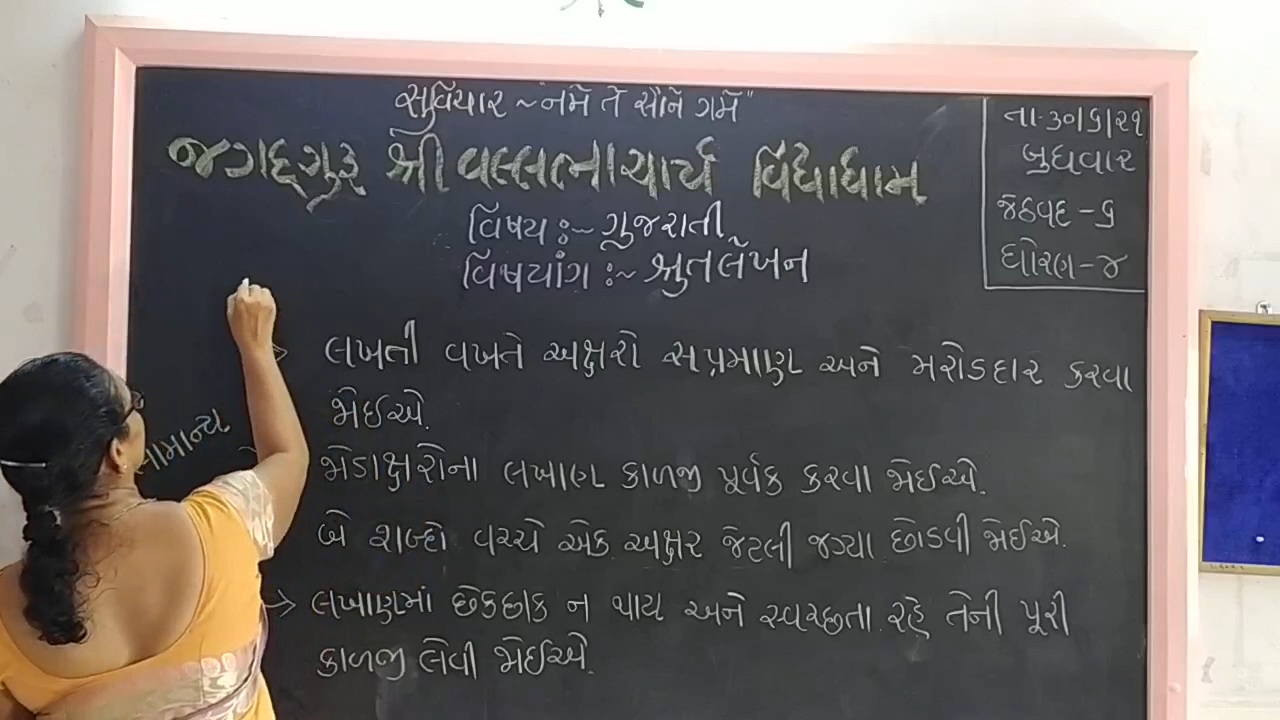 સુવિચાર ~ "નમે તે સૌને ગમે"
જગદ્ગુરૂ શ્રી વલ્લભાચાર્ય વિદ્યાધામ
વિષય :~ ગુજરાતી
વિષયાંગ :~ શ્રુતલેખન
તા-૩૦/૬/૨૧
બુધવાર
જેઠવદ - ૬
ધોરણ - ૪
સામાન્ય
→ લખતી વખતે અક્ષરો સપ્રમાણ અને મરોડદાર કરવા
જોઈએ.
જોડાક્ષરોના લખાણ કાળજી પૂર્વક કરવા જોઈએ.
બે શબ્દો વચ્ચે એક અક્ષર જેટલી જગ્યા છોડવી જોઈએ.
→ લખાણમાં છેકછાક ન થાય અને સ્વચ્છતા રહે તેની પૂરી
કાળજી લેવી જોઈએ.